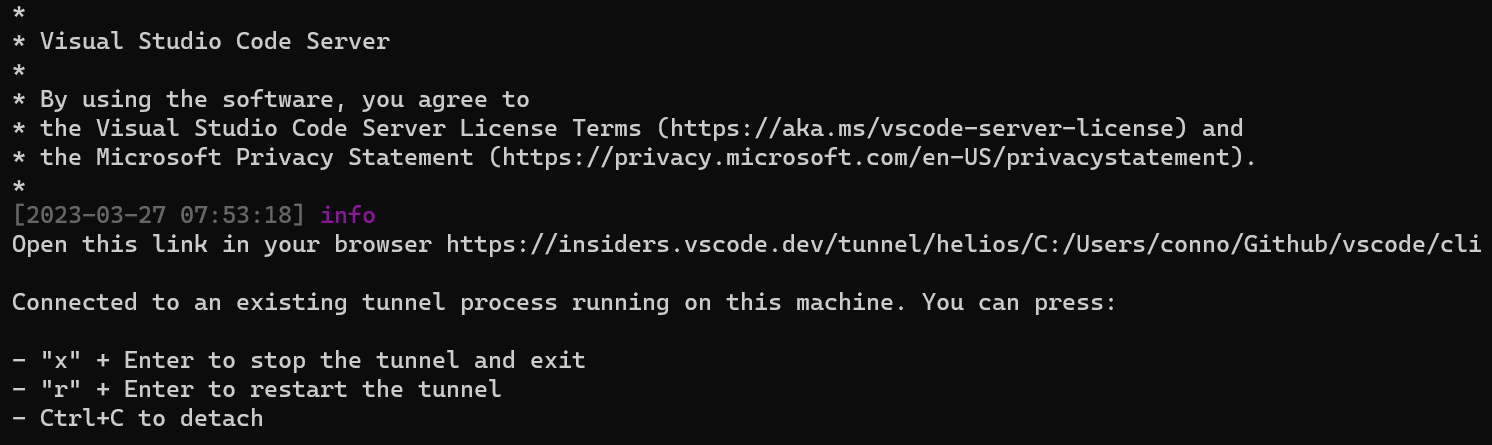 *
* Visual Studio Code Server
*
* By using the software, you agree to
* the Visual Studio Code Server License Terms (https://aka.ms/vscode-server-license) and
* the Microsoft Privacy Statement (https://privacy.microsoft.com/en-US/privacystatement).
*
[2023-03-27 07:53:18] info
Open this link in your browser https://insiders.vscode.dev/tunnel/helios/C:/Users/conno/Github/vscode/cli
Connected to an existing tunnel process running on this machine. You can press:
- "x" + Enter to stop the tunnel and exit
- "r" + Enter to restart the tunnel
- Ctrl+C to detach